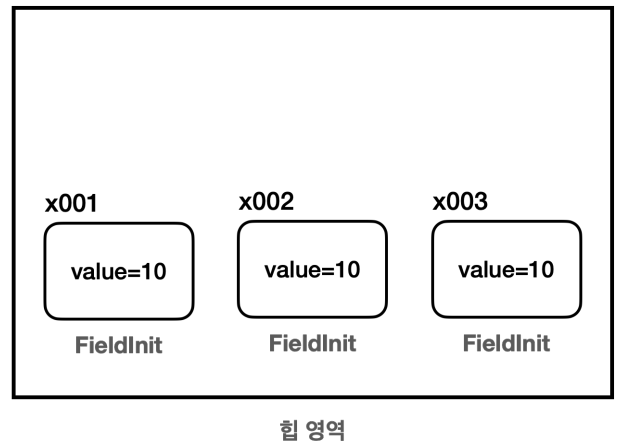 x001 x002 x003
value=10 value=10 value=10
FieldInit FieldInit FieldInit
힙 영역